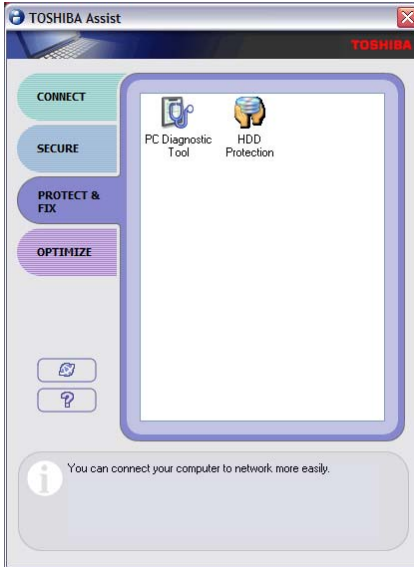 TOSHIBA Assist
TOSHIBA
CONNECT
SECURE
PROTECT &
FIX
OPTIMIZE
PC Diagnostic
Tool
HDD
Protection
?
i
You can connect your computer to network more easily.